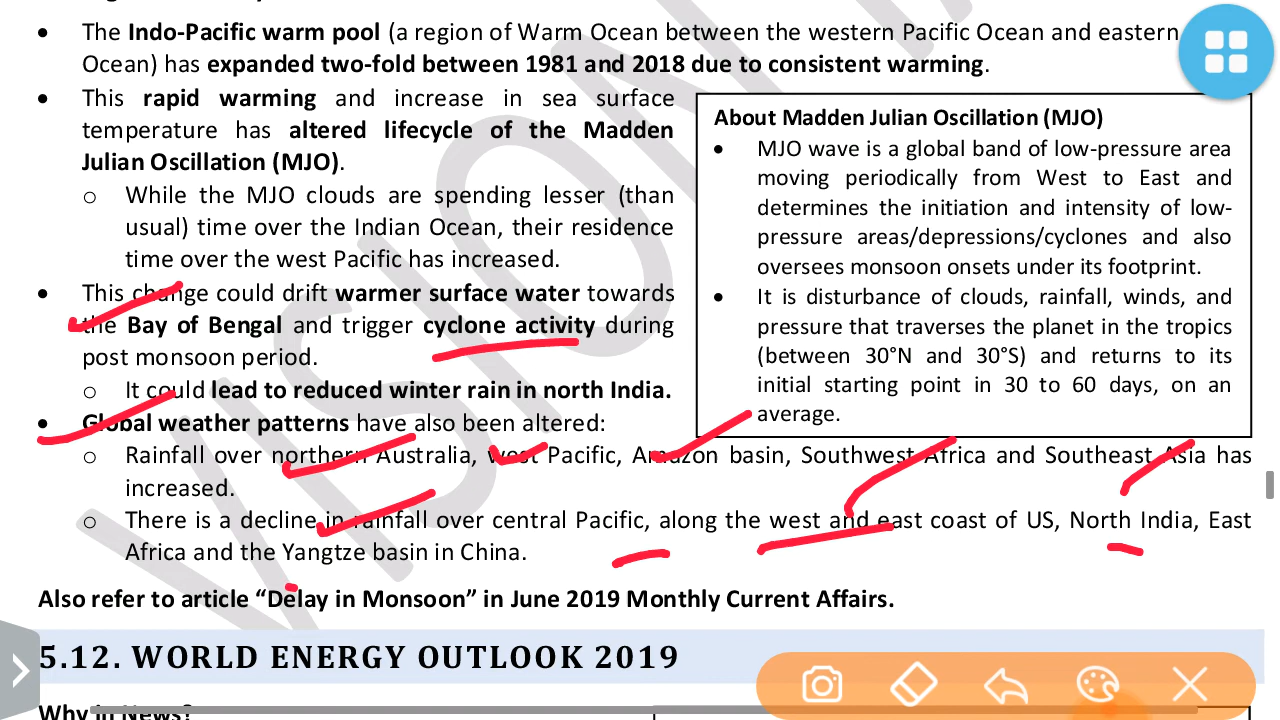 The Indo-Pacific warm pool (a region of Warm Ocean between the western Pacific Ocean and eastern
Ocean) has expanded two-fold between 1981 and 2018 due to consistent warming.
This rapid warming and increase in sea surface
temperature has altered lifecycle of the Madden
Julian Oscillation (MJO).
While the MJO clouds are spending lesser (than
usual) time over the Indian Ocean, their residence
time over the west Pacific has increased.
This change could drift warmer surface water towards
the Bay of Bengal and trigger cyclone activity during
post monsoon period.
It could lead to reduced winter rain in north India.
About Madden Julian Oscillation (MJO)
MJO wave is a global band of low-pressure area
moving periodically from West to East and
determines the initiation and intensity of low-
pressure areas/depressions/cyclones and also
oversees monsoon onsets under its footprint.
It is disturbance of clouds, rainfall, winds, and
pressure that traverses the planet in the tropics
(between 30°N and 30°S) and returns to its
initial starting point in 30 to 60 days, on an
average.
Global weather patterns have also been altered:
Rainfall over northern Australia, west Pacific, Amazon basin, Southwest Africa and Southeast Asia has
increased.
There is a decline in rainfall over central Pacific, along the west and east coast of US, North India, East
Africa and the Yangtze basin in China.
Also refer to article “Delay in Monsoon” in June 2019 Monthly Current Affairs.
5.12. WORLD ENERGY OUTLOOK 2019
Why in News?